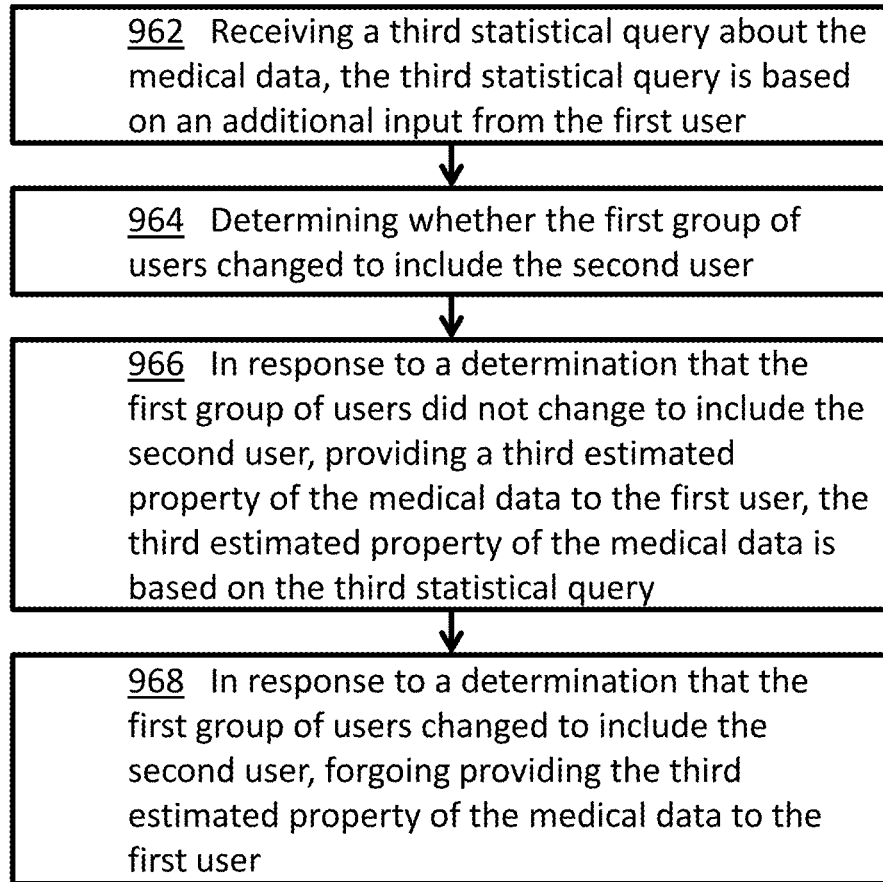 962 Receiving a third statistical query about the
medical data, the third statistical query is based
on an additional input from the first user
964 Determining whether the first group of
users changed to include the second user
966 In response to a determination that the
first group of users did not change to include the
second user, providing a third estimated
property of the medical data to the first user, the
third estimated property of the medical data is
based on the third statistical query
968 In response to a determination that the
first group of users changed to include the
second user, forgoing providing the third
estimated property of the medical data to the
first user